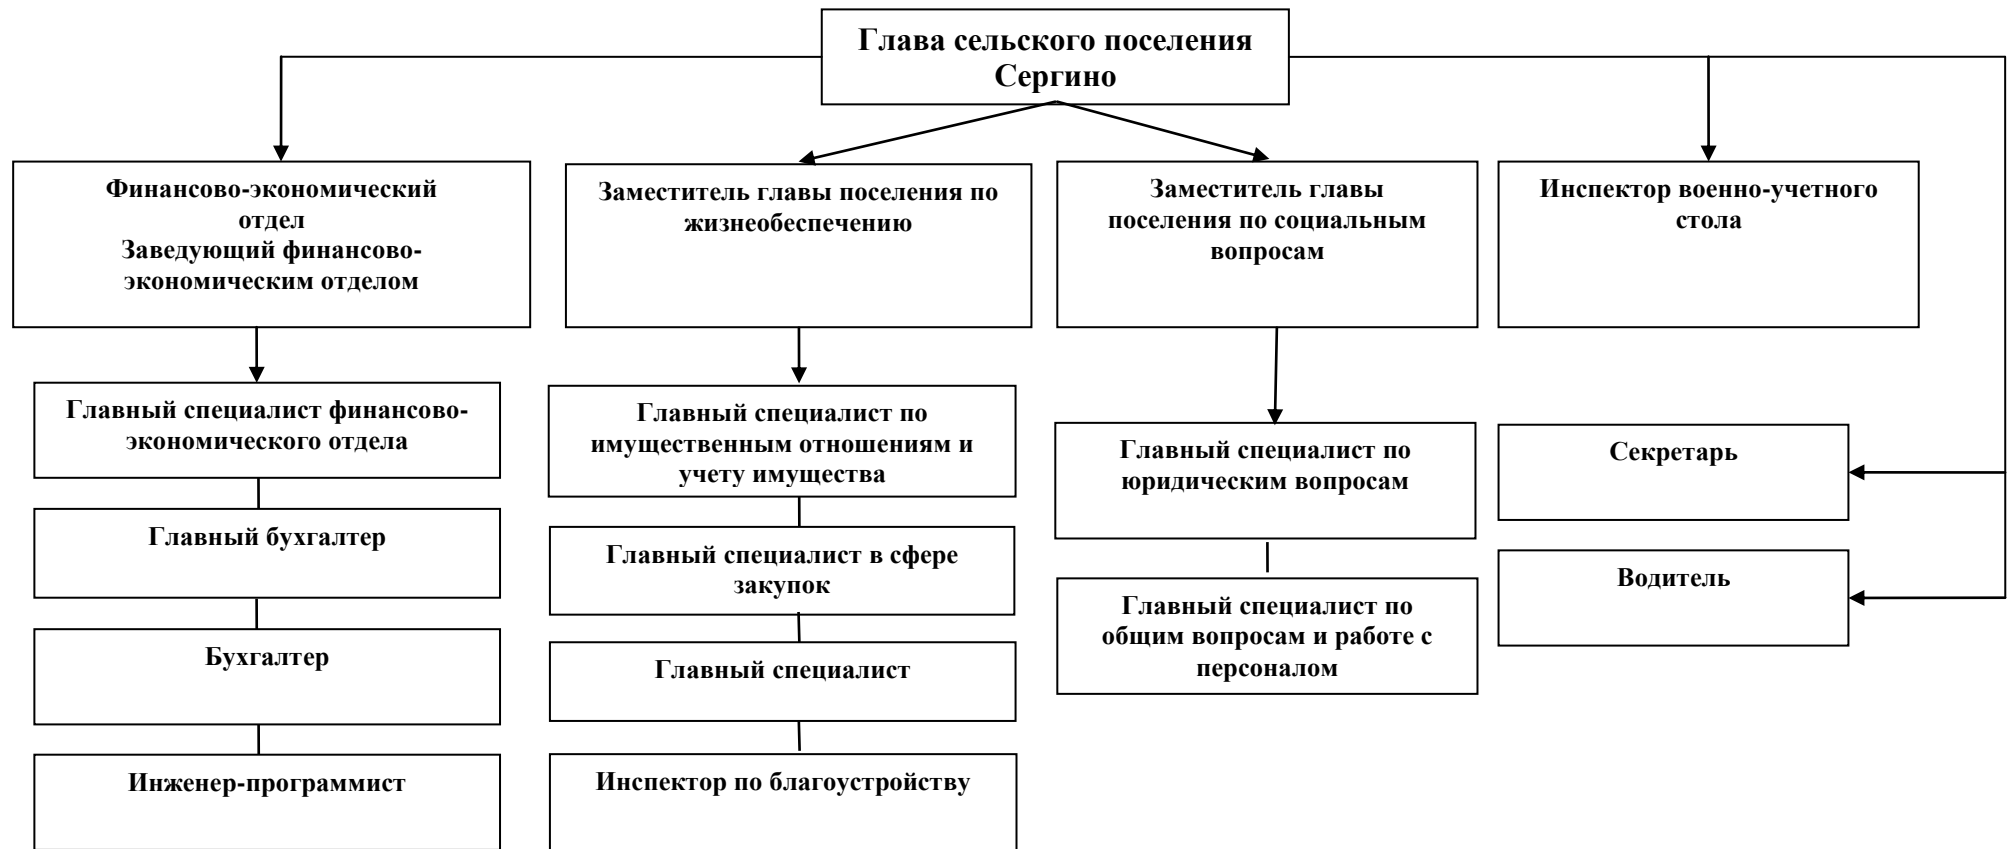 Глава сельского поселения
Сергино
Финансово-экономический
отдел
Заведующий финансово-
экономическим отделом
Заместитель главы поселения по
жизнеобеспечению
Заместитель главы
поселения по социальным
вопросам
Инспектор военно-учетного
стола
Главный специалист финансово-
экономического отдела
Главный бухгалтер
Бухгалтер
Инженер-программист
Главный специалист по
имущественным отношениям и
учету имущества
Главный специалист в сфере
закупок
Главный специалист
Инспектор по благоустройству
Главный специалист по
юридическим вопросам
Главный специалист по
общим вопросам и работе с
персоналом
Секретарь
Водитель